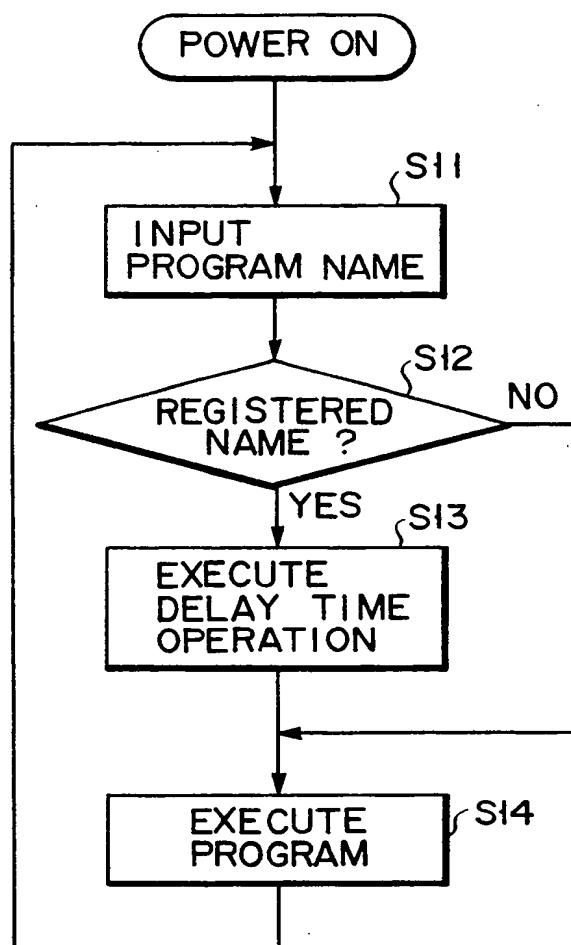 POWER ON
S11
INPUT
PROGRAM NAME
S12
REGISTERED
NAME ?
NO
YES
S13
EXECUTE
DELAY TIME
OPERATION
EXECUTE
PROGRAM
S14